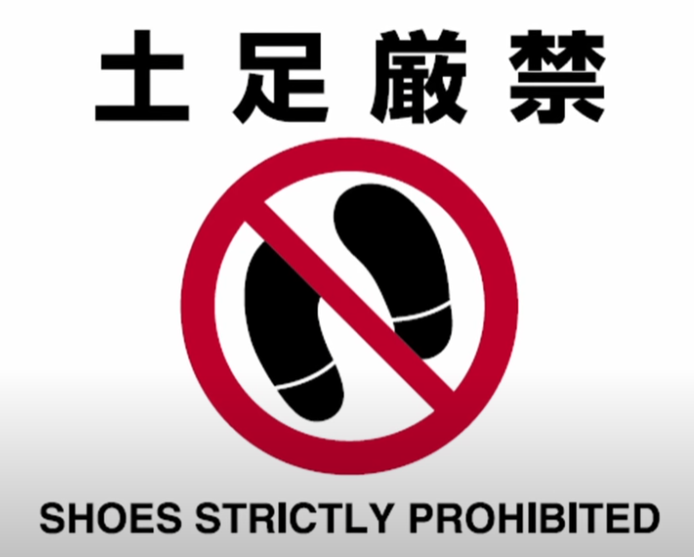 土足厳禁
SHOES STRICTLY PROHIBITED